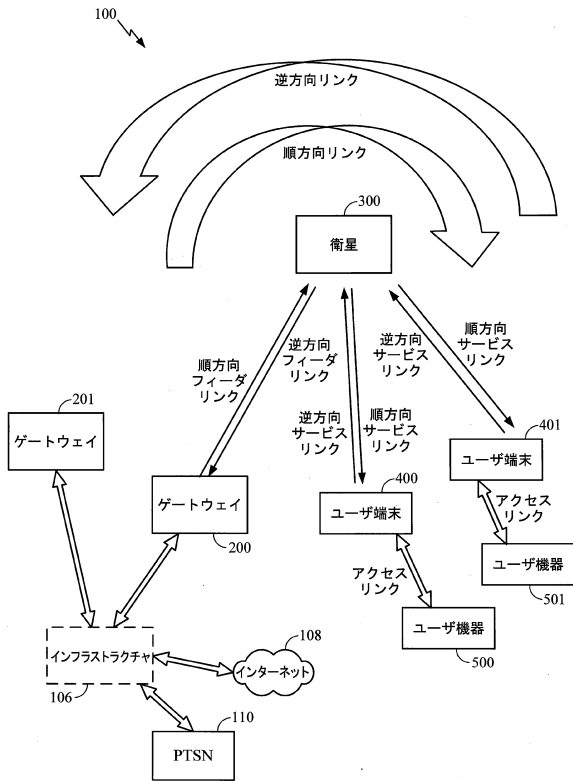 100
逆方向リンク
順方向リンク
300
衛星
順方向
フィーダ
リンク
逆方向
フィーダ
リンク
逆方向
サービス
リンク
順方向
サービス
リンク
逆方向
サービス
リンク
順方向
サービス
リンク
201
ゲートウェイ
401
ユーザ端末
ゲートウェイ
200
400
ユーザ端末
アクセス
リンク
ユーザ機器
501
アクセス
リンク
ユーザ機器
500
インフラストラクチャ
106
108
インターネット
110
PTSN